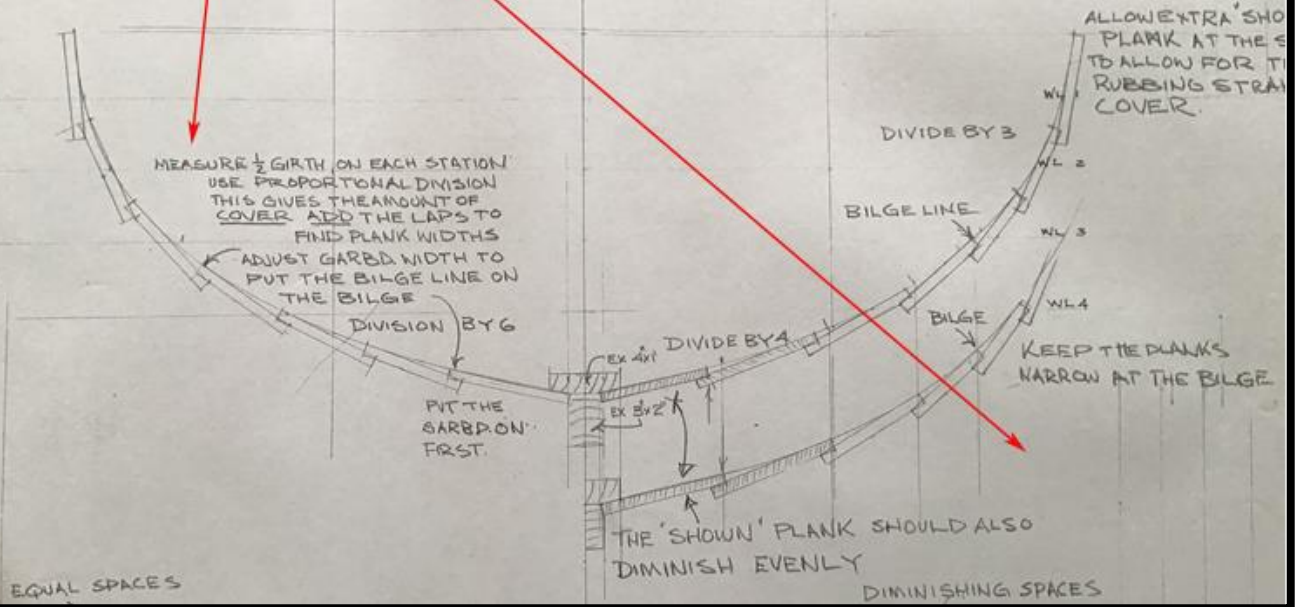 ALLOW EXTRA 'SHO
PLANK AT THE S
TO ALLOW FOR T
RUBBING STRA
COVER.
WL 1
DIVIDE BY 3
WL 2
MEASURE ½ GIRTH ON EACH STATION
USE PROPORTIONAL DIVISION
THIS GIVES THE AMOUNT OF
COVER ADD THE LAPS TO
FIND PLANK WIDTHS
ADJUST GARBD. WIDTH TO
PUT THE BILGE LINE ON
THE BILGE
BILGE LINE
WL 3
WL 4
DIVISION BY 6
DIVIDE BY 4
BILGE
EX 4x1"
KEEP THE PLANKS
NARROW AT THE BILGE
EX 3x2"
PUT THE
GARBD. ON
FIRST.
THE 'SHOWN' PLANK SHOULD ALSO
DIMINISH EVENLY
EQUAL SPACES
DIMINISHING SPACES